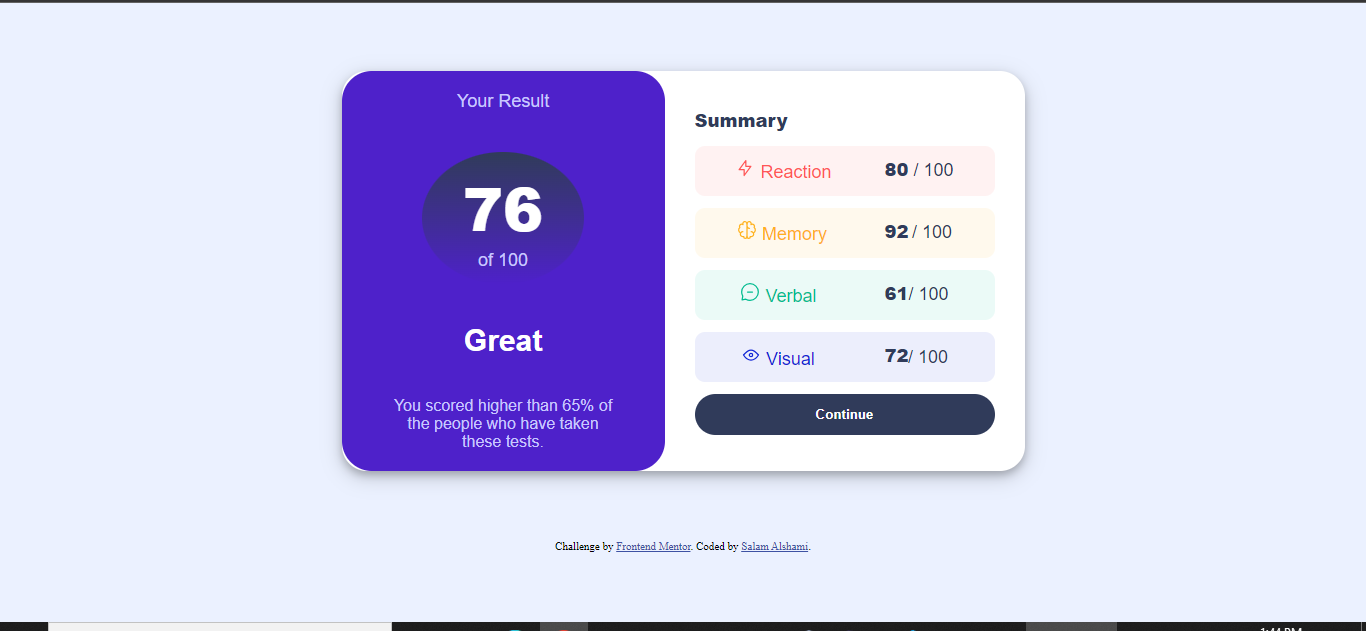 Your Result
76
of 100
Great
You scored higher than 65% of
the people who have taken
these tests.
Summary
Reaction 80 / 100
Memory 92 / 100
Verbal 61/ 100
Visual 72/ 100
Continue
Challenge by Frontend Mentor. Coded by Salam Alshami.